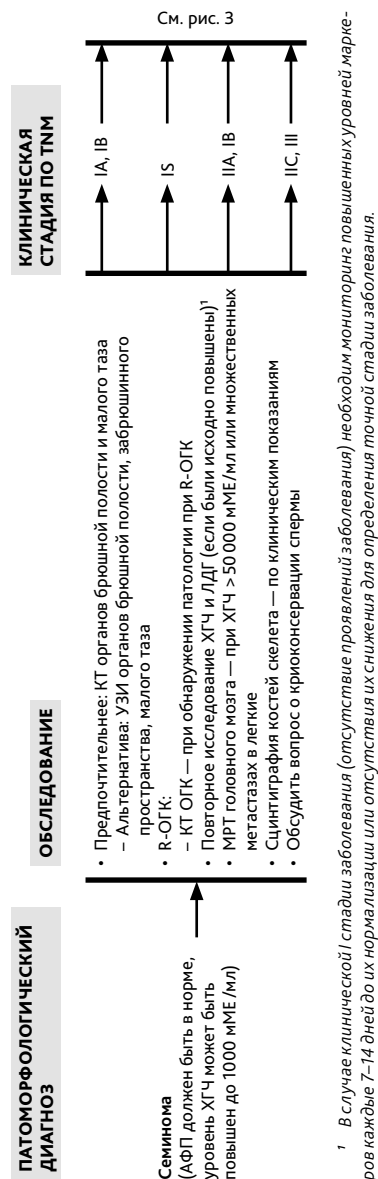 ПАТОМОРФОЛОГИЧЕСКИЙ
ДИАГНОЗ
ОБСЛЕДОВАНИЕ
КЛИНИЧЕСКАЯ
СТАДИЯ ПО TNM
Семинома
(АФП должен быть в норме,
уровень ХГЧ может быть
повышен до 1000 мМЕ /мл)
• Предпочтительнее: КТ органов брюшной полости и малого таза
– Альтернатива: УЗИ органов брюшной полости, забрюшинного
пространства, малого таза
• R-ОГК:
– КТ ОГК — при обнаружении патологии при R-ОГК
• Повторное исследование ХГЧ и ЛДГ (если были исходно повышены)¹
• МРТ головного мозга — при ХГЧ > 50 000 мМЕ/мл или множественных
метастазах в легкие
• Сцинтиграфия костей скелета — по клиническим показаниям
• Обсудить вопрос о криоконсервации спермы
IA, IB
IS
IIA, IB
IIC, III
См. рис. 3
¹ В случае клинической I стадии заболевания (отсутствие проявлений заболевания) необходим мониторинг повышенных уровней марке-
ров каждые 7–14 дней до их нормализации или отсутствия их снижения для определения точной стадии заболевания.